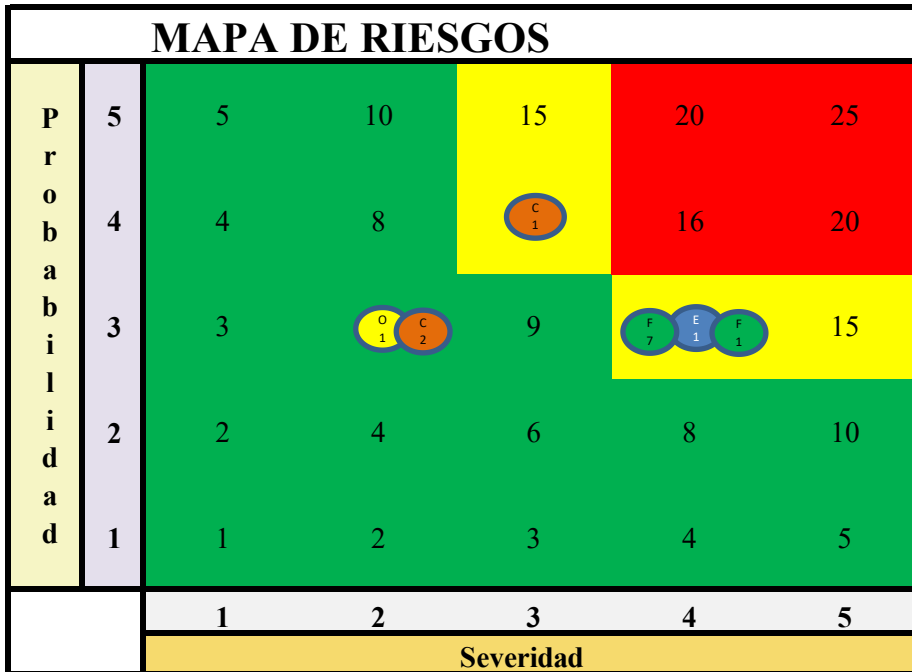 MAPA DE RIESGOS
Probabilidad
5 5 10 15 20 25
4 4 8 C 1 16 20
3 3 O 1 C 2 9 F 7 E 1 F 1 15
2 2 4 6 8 10
1 1 2 3 4 5
1 2 3 4 5
Severidad